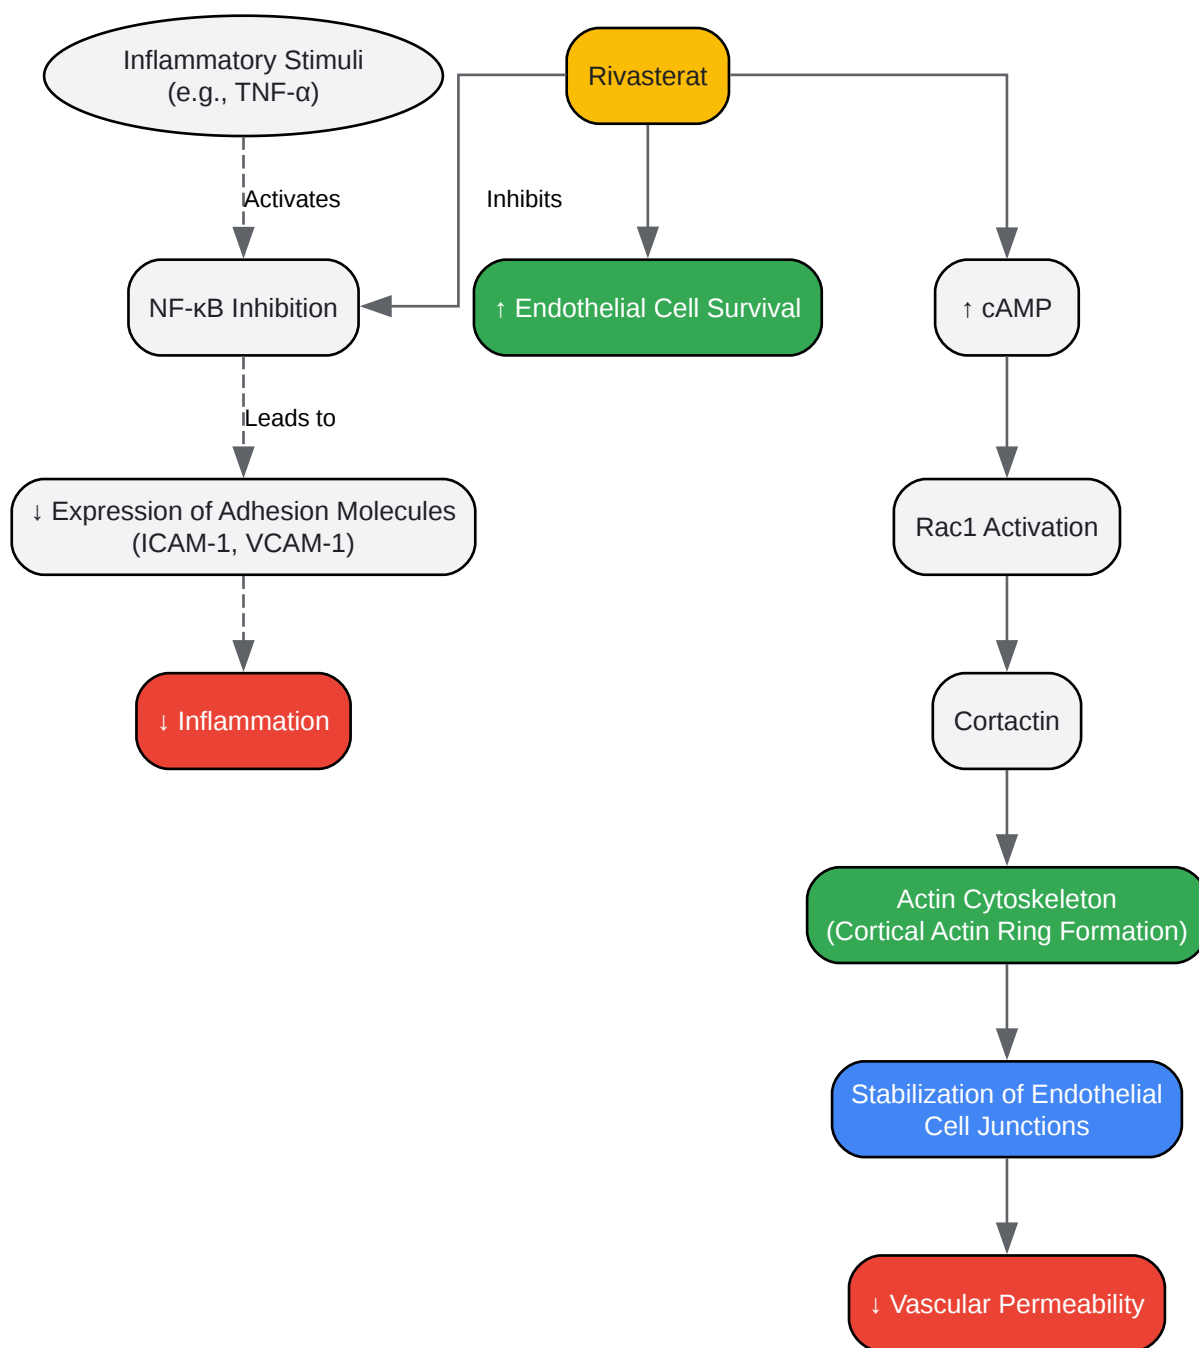 Inflammatory Stimuli
(e.g., TNF-α)
Rivasterat
Activates
Inhibits
NF-κB Inhibition
↑ Endothelial Cell Survival
↑ cAMP
Leads to
↓ Expression of Adhesion Molecules
(ICAM-1, VCAM-1)
Rac1 Activation
↓ Inflammation
Cortactin
Actin Cytoskeleton
(Cortical Actin Ring Formation)
Stabilization of Endothelial
Cell Junctions
↓ Vascular Permeability